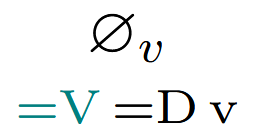 ∅ᵥ
=V =D v